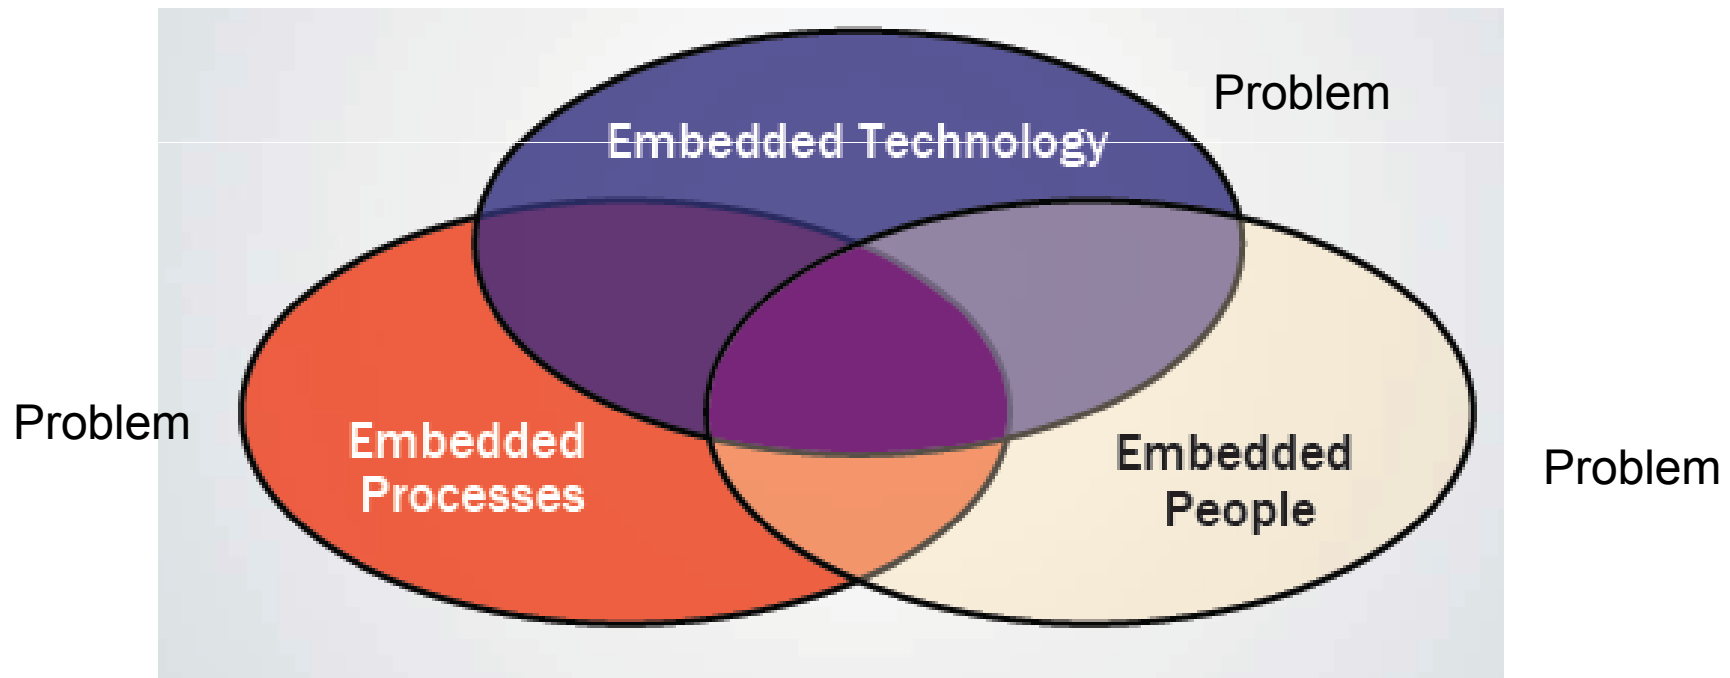 Problem
Embedded Technology
Problem
Embedded
Processes
Embedded
People
Problem